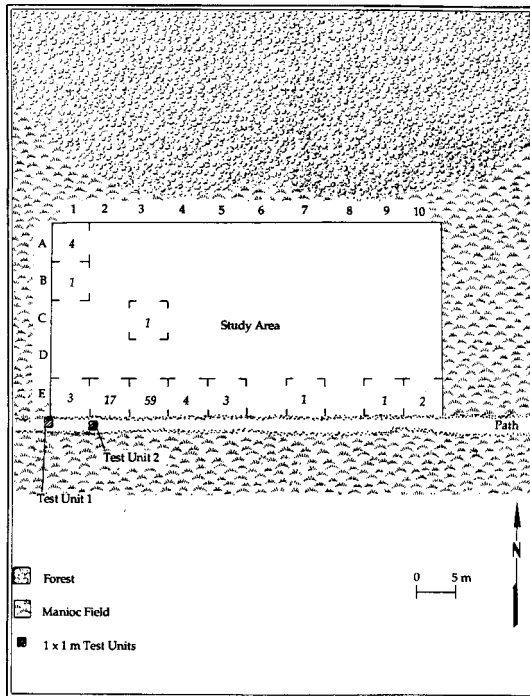 1 2 3 4 5 6 7 8 9 10
A 4
B 1
C 1
Study Area
D
E 3 17 59 4 3 1 1 2
Path
Test Unit 2
Test Unit 1
N
0 5 m
Forest
Manioc Field
1 x 1 m Test Units